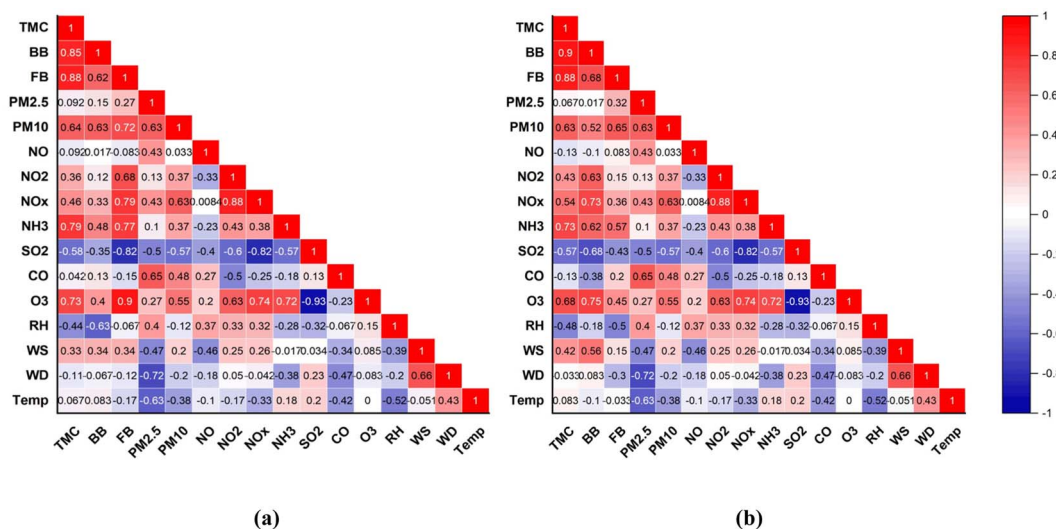 TMC 1
BB 0.85 1
FB 0.88 0.62 1
PM2.5 0.092 0.15 0.27 1
PM10 0.64 0.63 0.72 0.63 1
NO -0.092 0.017 -0.083 0.43 0.033 1
NO2 0.36 0.12 0.68 0.13 0.37 -0.33 1
NOx 0.46 0.33 0.79 0.43 0.63 0.0084 0.88 1
NH3 0.79 0.48 0.77 0.1 0.37 -0.23 0.43 0.38 1
SO2 -0.58 -0.35 -0.82 -0.5 -0.57 -0.4 -0.6 -0.82 -0.57 1
CO -0.042 0.13 -0.15 0.65 0.48 0.27 -0.5 -0.25 -0.18 0.13 1
O3 0.73 0.4 0.9 0.27 0.55 0.2 0.63 0.74 0.72 -0.93 -0.23 1
RH -0.44 -0.63 -0.067 0.4 -0.12 0.37 0.33 0.32 -0.28 -0.32 -0.067 0.15 1
WS 0.33 0.34 0.34 -0.47 0.2 -0.46 0.25 0.26 -0.017 -0.034 -0.34 0.085 -0.39 1
WD -0.11 -0.067 -0.12 -0.72 -0.2 -0.18 0.05 -0.042 -0.38 0.23 -0.47 -0.083 -0.2 0.66 1
Temp 0.067 0.083 -0.17 -0.63 -0.38 -0.1 -0.17 -0.33 0.18 0.2 -0.42 0 -0.52 -0.051 0.43 1
TMC BB FB PM2.5 PM10 NO NO2 NOx NH3 SO2 CO O3 RH WS WD Temp
(a)
TMC 1
BB 0.9 1
FB 0.88 0.68 1
PM2.5 0.067 0.017 0.32 1
PM10 0.63 0.52 0.65 0.63 1
NO -0.13 -0.1 0.083 0.43 0.033 1
NO2 0.43 0.63 0.15 0.13 0.37 -0.33 1
NOx 0.54 0.73 0.36 0.43 0.63 0.0084 0.88 1
NH3 0.73 0.62 0.57 0.1 0.37 -0.23 0.43 0.38 1
SO2 -0.57 -0.68 -0.43 -0.5 -0.57 -0.4 -0.6 -0.82 -0.57 1
CO -0.13 -0.38 0.2 0.65 0.48 0.27 -0.5 -0.25 -0.18 0.13 1
O3 0.68 0.75 0.45 0.27 0.55 0.2 0.63 0.74 0.72 -0.93 -0.23 1
RH -0.48 -0.18 -0.5 0.4 -0.12 0.37 0.33 0.32 -0.28 -0.32 -0.067 0.15 1
WS 0.42 0.56 0.15 -0.47 0.2 -0.46 0.25 0.26 -0.017 -0.034 -0.34 0.085 -0.39 1
WD 0.033 0.083 -0.3 -0.72 -0.2 -0.18 0.05 -0.042 -0.38 0.23 -0.47 -0.083 -0.2 0.66 1
Temp 0.083 -0.1 -0.033 -0.63 -0.38 -0.1 -0.17 -0.33 0.18 0.2 -0.42 0 -0.52 -0.051 0.43 1
TMC BB FB PM2.5 PM10 NO NO2 NOx NH3 SO2 CO O3 RH WS WD Temp
(b)
1
0.8
0.6
0.4
0.2
0
-0.2
-0.4
-0.6
-0.8
-1